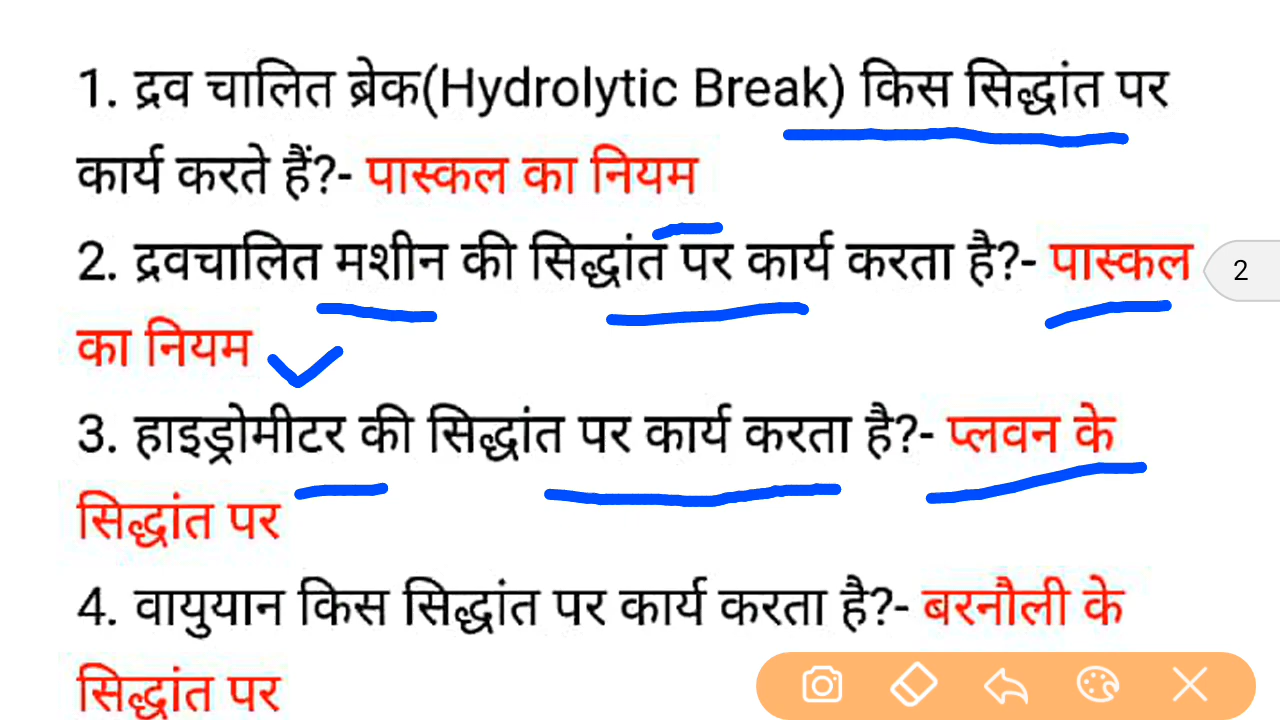 1. द्रव चालित ब्रेक(Hydrolytic Break) किस सिद्धांत पर
कार्य करते हैं?- पास्कल का नियम
2. द्रवचालित मशीन की सिद्धांत पर कार्य करता है?- पास्कल
का नियम
2
3. हाइड्रोमीटर की सिद्धांत पर कार्य करता है?- प्लवन के
सिद्धांत पर
4. वायुयान किस सिद्धांत पर कार्य करता है?- बरनौली के
सिद्धांत पर